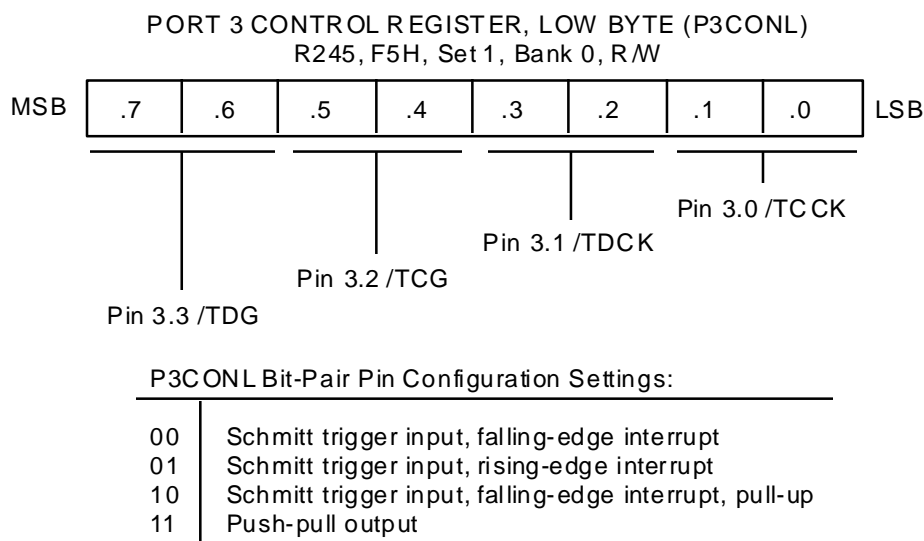 PORT 3 CONTROL REGISTER, LOW BYTE (P3CONL)
R245, F5H, Set 1, Bank 0, R/W
MSB .7 .6 .5 .4 .3 .2 .1 .0 LSB
Pin 3.0 /TCCK
Pin 3.1 /TDCK
Pin 3.2 /TCG
Pin 3.3 /TDG
P3CONL Bit-Pair Pin Configuration Settings:
00 Schmitt trigger input, falling-edge interrupt
01 Schmitt trigger input, rising-edge interrupt
10 Schmitt trigger input, falling-edge interrupt, pull-up
11 Push-pull output